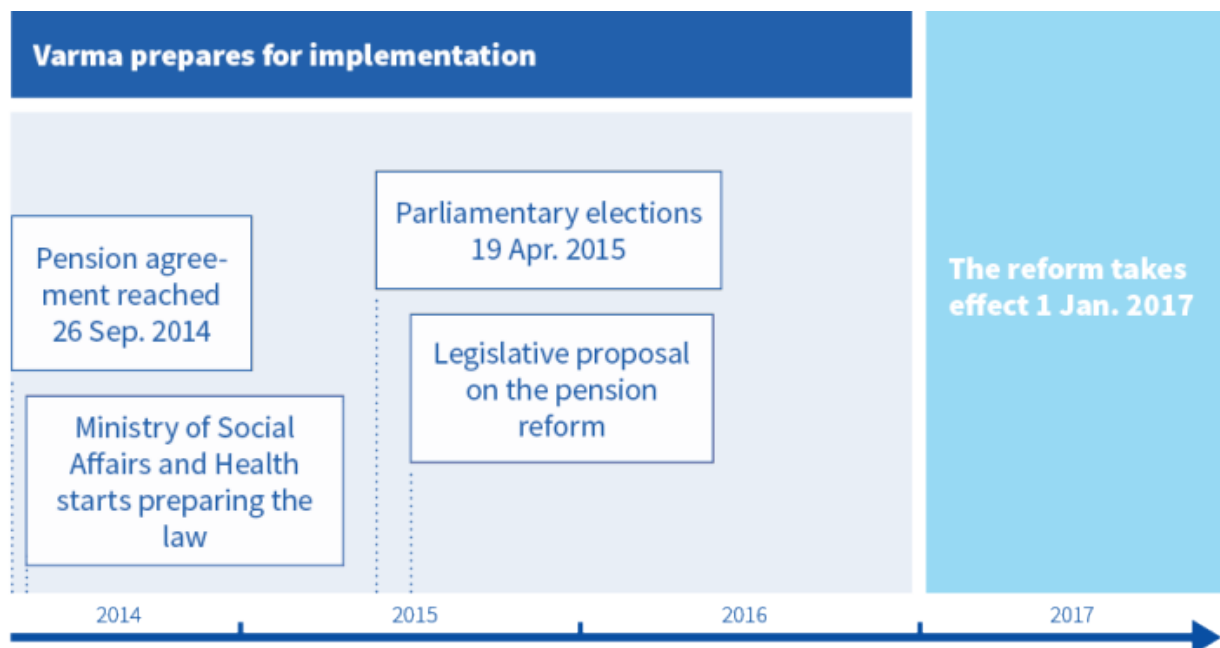 Varma prepares for implementation
Pension agree-
ment reached
26 Sep. 2014
Ministry of Social
Affairs and Health
starts preparing the
law
Parliamentary elections
19 Apr. 2015
Legislative proposal
on the pension
reform
The reform takes
effect 1 Jan. 2017
2014
2015
2016
2017